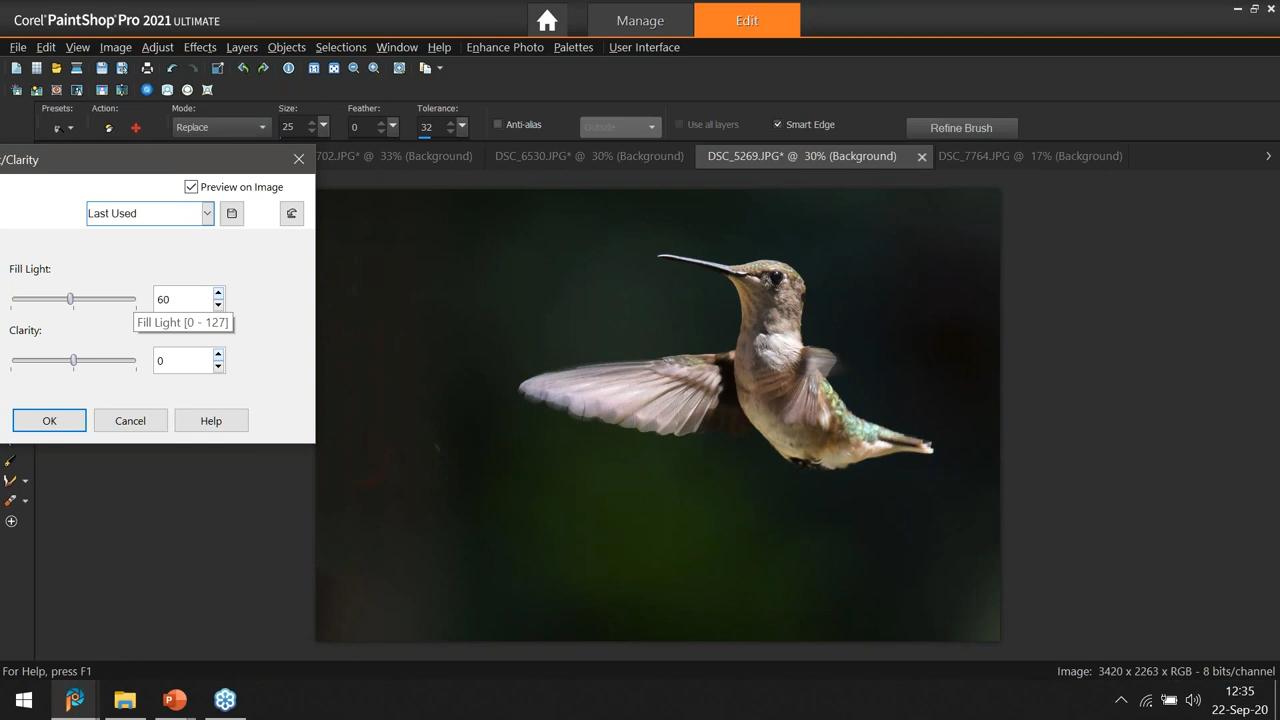 Corel® PaintShop® Pro 2021 ULTIMATE
Manage
Edit
File Edit View Image Adjust Effects Layers Objects Selections Window Help Enhance Photo Palettes User Interface
Presets: Action: Mode: Size: Feather: Tolerance:
Replace 25 0 32 Anti-alias Outside Use all layers Smart Edge Refine Brush
/Clarity
702.JPG* @ 33% (Background) DSC_6530.JPG* @ 30% (Background) DSC_5269.JPG* @ 30% (Background) DSC_7764.JPG @ 17% (Background)
Preview on Image
Last Used
Fill Light:
60
Fill Light [0 - 127]
Clarity:
0
OK Cancel Help
For Help, press F1
Image: 3420 x 2263 x RGB - 8 bits/channel
12:35
22-Sep-20